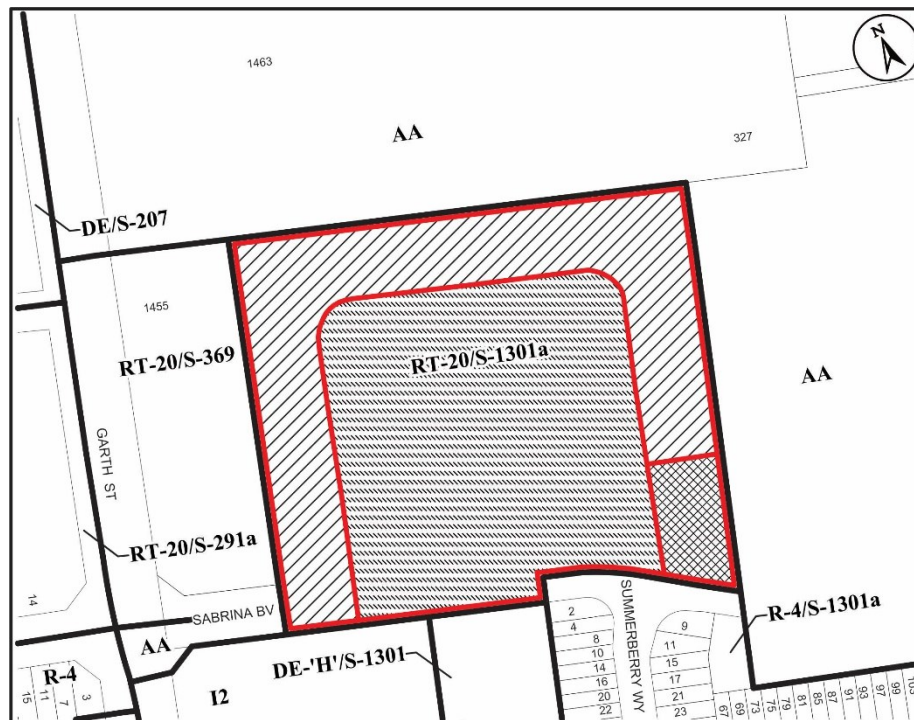 N
1463
AA
327
DE/S-207
1455
RT-20/S-369
RT-20/S-1301a
AA
GARTH ST
RT-20/S-291a
14
SABRINA BV
AA
R-4
15
11
7
3
I2
DE-'H'/S-1301
SUMMERBERRY WY
R-4/S-1301a
2
4
8
10
14
16
20
22
9
11
15
17
21
23
67
69
73
75
79
81
85
87
91
93
97
99